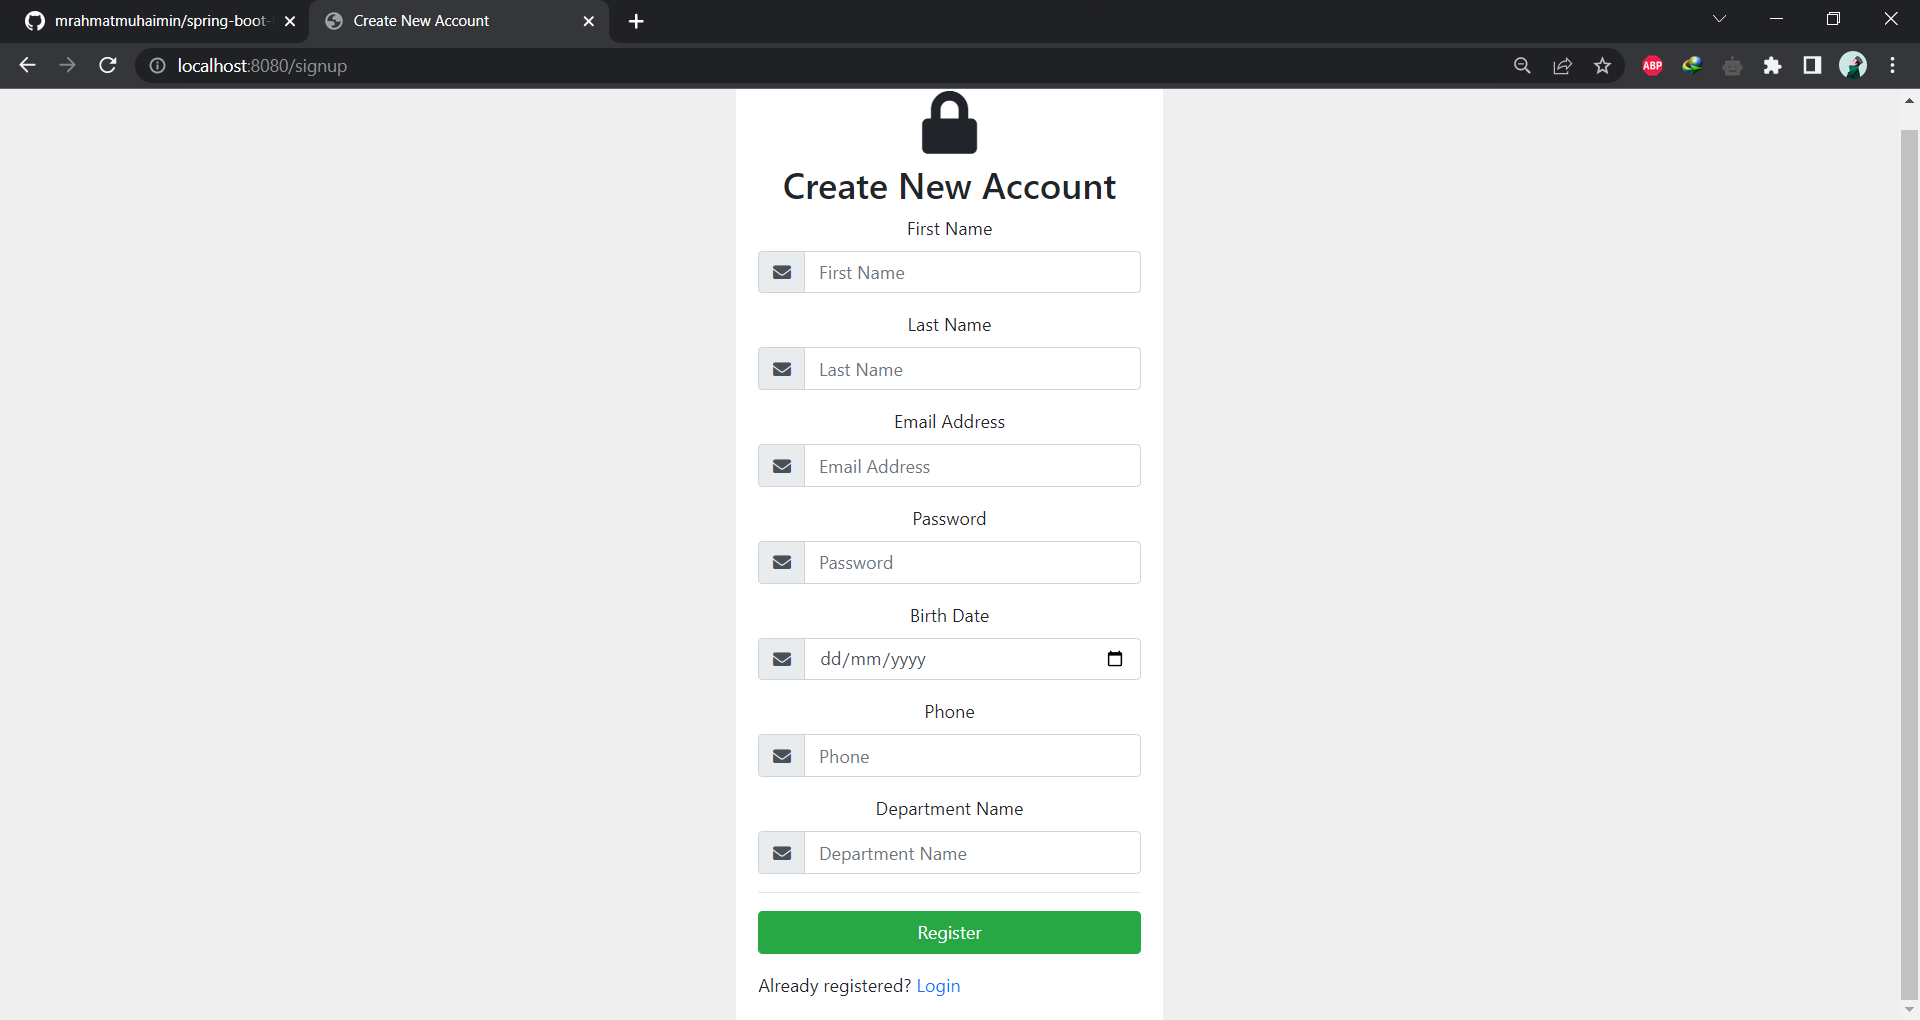 mrahmatmuhaimin/spring-boot-
Create New Account
localhost:8080/signup
ABP
Create New Account
First Name
First Name
Last Name
Last Name
Email Address
Email Address
Password
Password
Birth Date
dd/mm/yyyy
Phone
Phone
Department Name
Department Name
Register
Already registered? Login